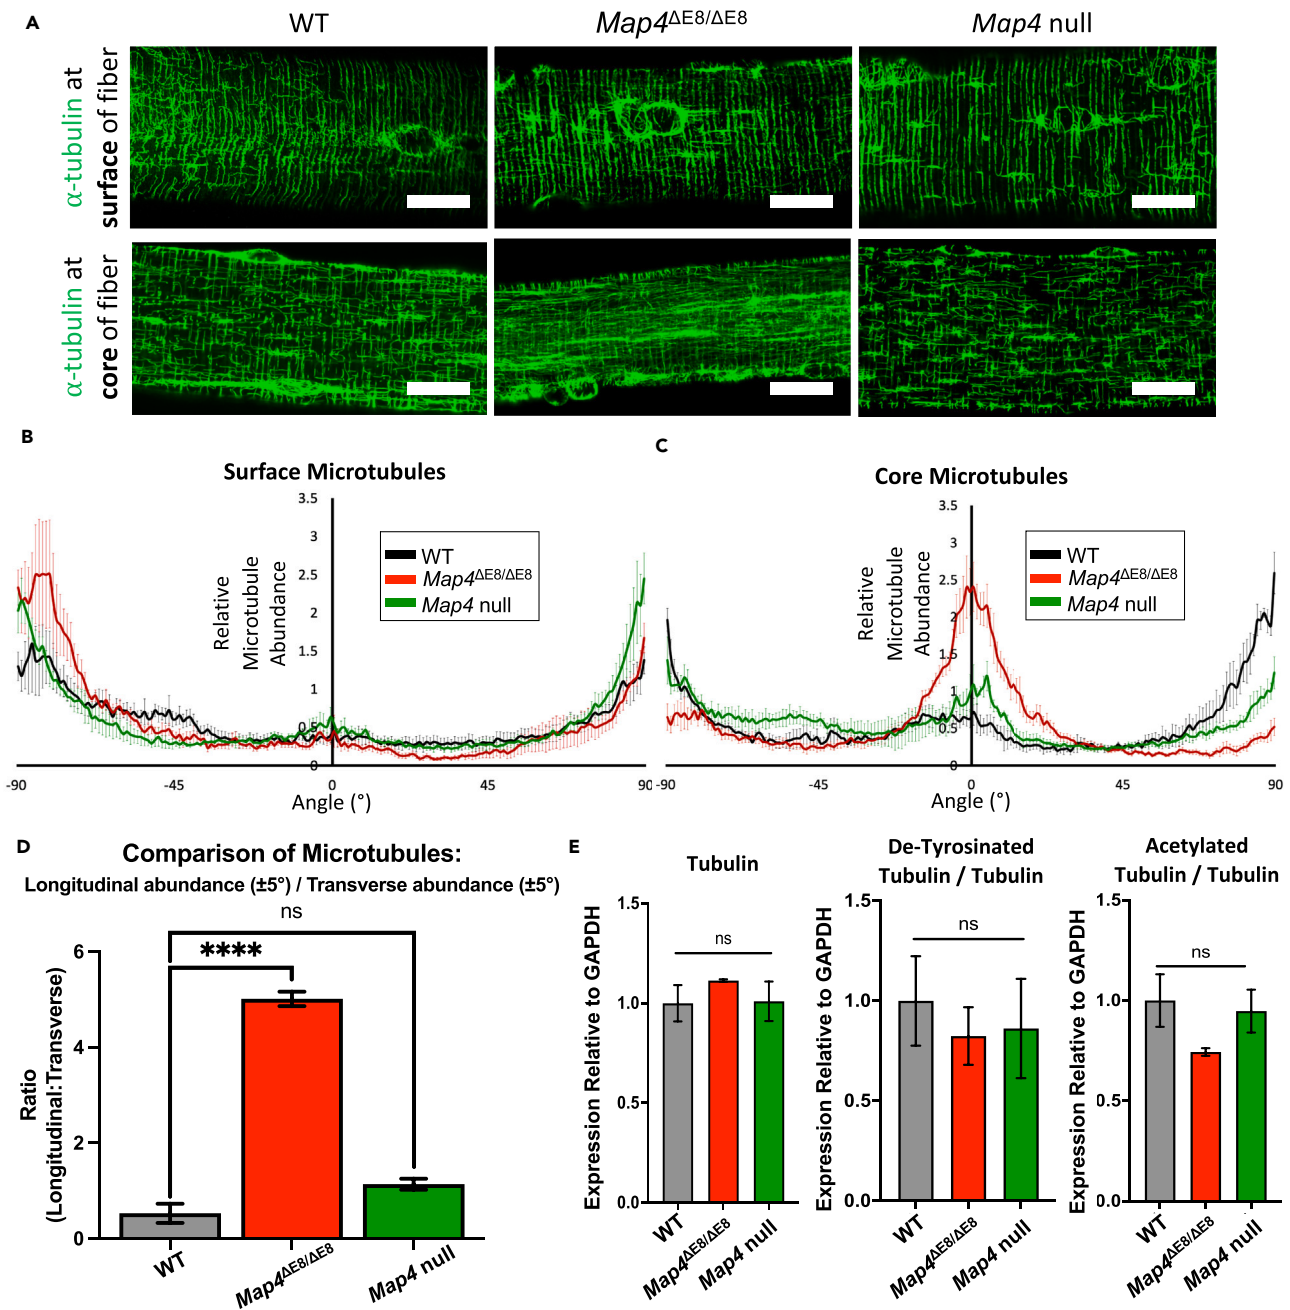 A
WT
Map4ΔE8/ΔE8
Map4 null
α-tubulin at
surface of fiber
α-tubulin at
core of fiber
B
Surface Microtubules
3.5
3
2.5
2
1.5
1
0.5
0
Relative
Microtubule
Abundance
WT
Map4ΔE8/ΔE8
Map4 null
-90
-45
0
45
90
Angle (°)
C
Core Microtubules
3.5
3
2.5
2
1.5
1
0.5
0
Relative
Microtubule
Abundance
WT
Map4ΔE8/ΔE8
Map4 null
-90
-45
0
45
90
Angle (°)
D
Comparison of Microtubules:
Longitudinal abundance (±5°) / Transverse abundance (±5°)
ns
****
6
4
2
0
Ratio
(Longitudinal:Transverse)
WT
Map4ΔE8/ΔE8
Map4 null
E
Tubulin
ns
1.5
1.0
0.5
0.0
Expression Relative to GAPDH
WT
Map4ΔE8/ΔE8
Map4 null
De-Tyrosinated
Tubulin / Tubulin
ns
1.5
1.0
0.5
0.0
Expression Relative to GAPDH
WT
Map4ΔE8/ΔE8
Map4 null
Acetylated
Tubulin / Tubulin
ns
1.5
1.0
0.5
0.0
Expression Relative to GAPDH
WT
Map4ΔE8/ΔE8
Map4 null